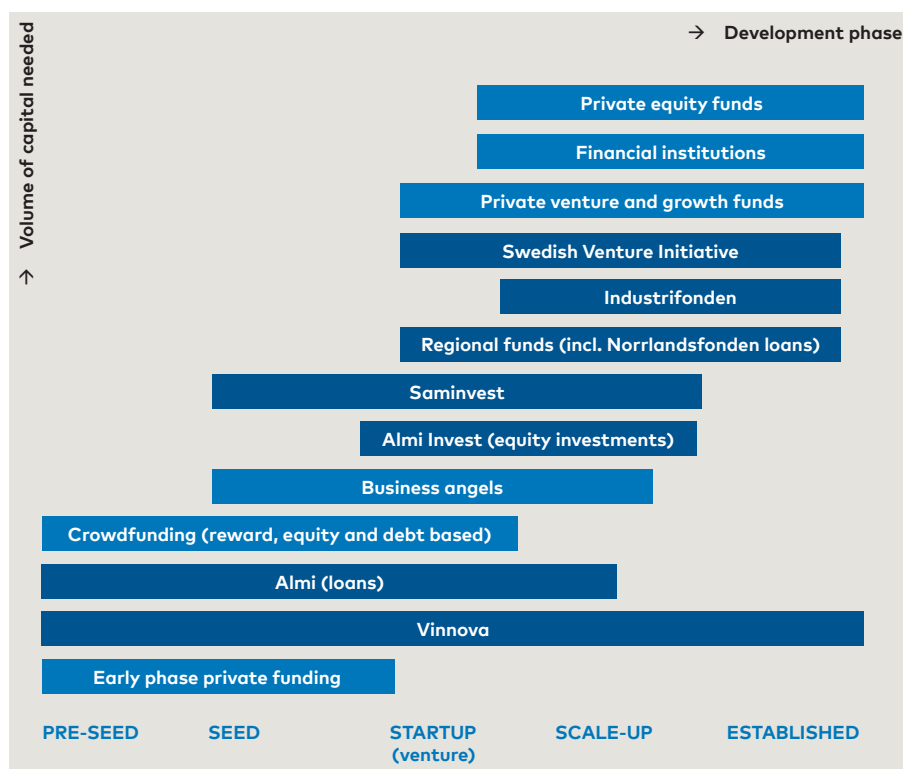 → Development phase
→ Volume of capital needed
Private equity funds
Financial institutions
Private venture and growth funds
Swedish Venture Initiative
Industrifonden
Regional funds (incl. Norrlandsfonden loans)
Saminvest
Almi Invest (equity investments)
Business angels
Crowdfunding (reward, equity and debt based)
Almi (loans)
Vinnova
Early phase private funding
PRE-SEED SEED STARTUP SCALE-UP ESTABLISHED
(venture)